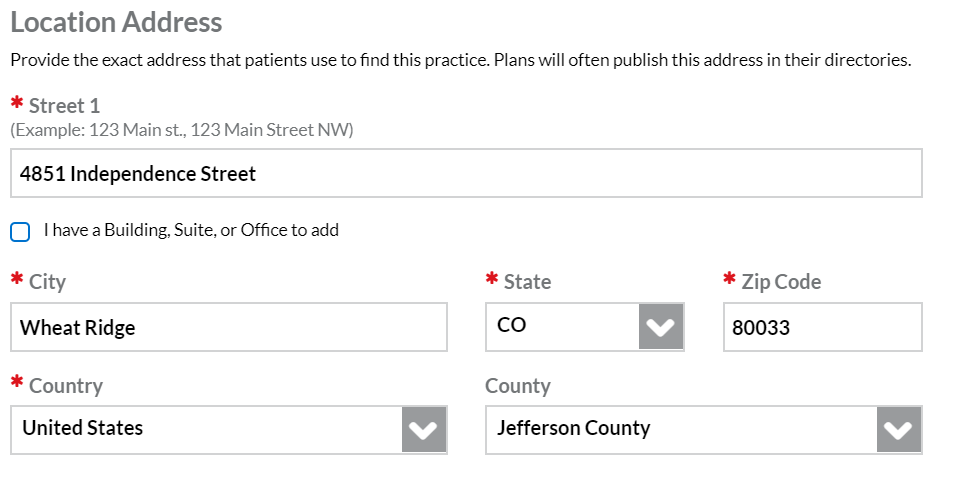 Location Address
Provide the exact address that patients use to find this practice. Plans will often publish this address in their directories.
* Street 1
(Example: 123 Main st., 123 Main Street NW)
4851 Independence Street
I have a Building, Suite, or Office to add
* City * State * Zip Code
Wheat Ridge CO 80033
* Country County
United States Jefferson County